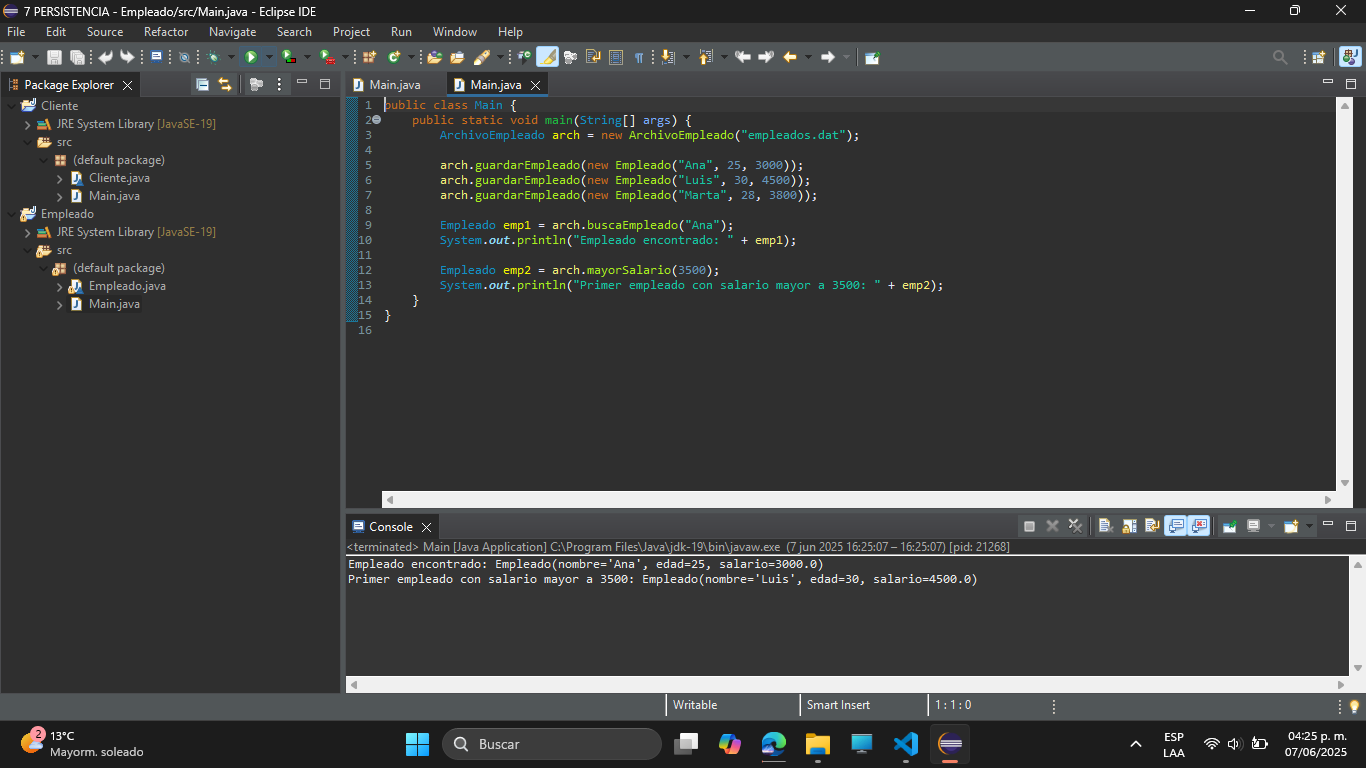 7 PERSISTENCIA - Empleado/src/Main.java - Eclipse IDE
File Edit Source Refactor Navigate Search Project Run Window Help
Package Explorer
Cliente
JRE System Library [JavaSE-19]
src
(default package)
Cliente.java
Main.java
Empleado
JRE System Library [JavaSE-19]
src
(default package)
Empleado.java
Main.java
Main.java Main.java
1 public class Main {
2 public static void main(String[] args) {
3 ArchivoEmpleado arch = new ArchivoEmpleado("empleados.dat");
4
5 arch.guardarEmpleado(new Empleado("Ana", 25, 3000));
6 arch.guardarEmpleado(new Empleado("Luis", 30, 4500));
7 arch.guardarEmpleado(new Empleado("Marta", 28, 3800));
8
9 Empleado emp1 = arch.buscaEmpleado("Ana");
10 System.out.println("Empleado encontrado: " + emp1);
11
12 Empleado emp2 = arch.mayorSalario(3500);
13 System.out.println("Primer empleado con salario mayor a 3500: " + emp2);
14 }
15 }
16
Console
<terminated> Main [Java Application] C:\Program Files\Java\jdk-19\bin\javaw.exe (7 jun 2025 16:25:07 – 16:25:07) [pid: 21268]
Empleado encontrado: Empleado(nombre='Ana', edad=25, salario=3000.0)
Primer empleado con salario mayor a 3500: Empleado(nombre='Luis', edad=30, salario=4500.0)
Writable Smart Insert 1 : 1 : 0
2
13°C
Mayorm. soleado
Buscar
ESP
LAA
04:25 p. m.
07/06/2025